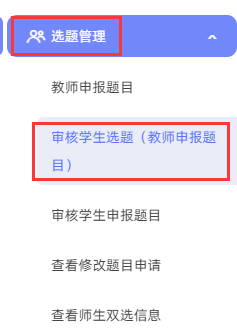 选题管理
教师申报题目
审核学生选题（教师申报题
目）
审核学生申报题目
查看修改题目申请
查看师生双选信息